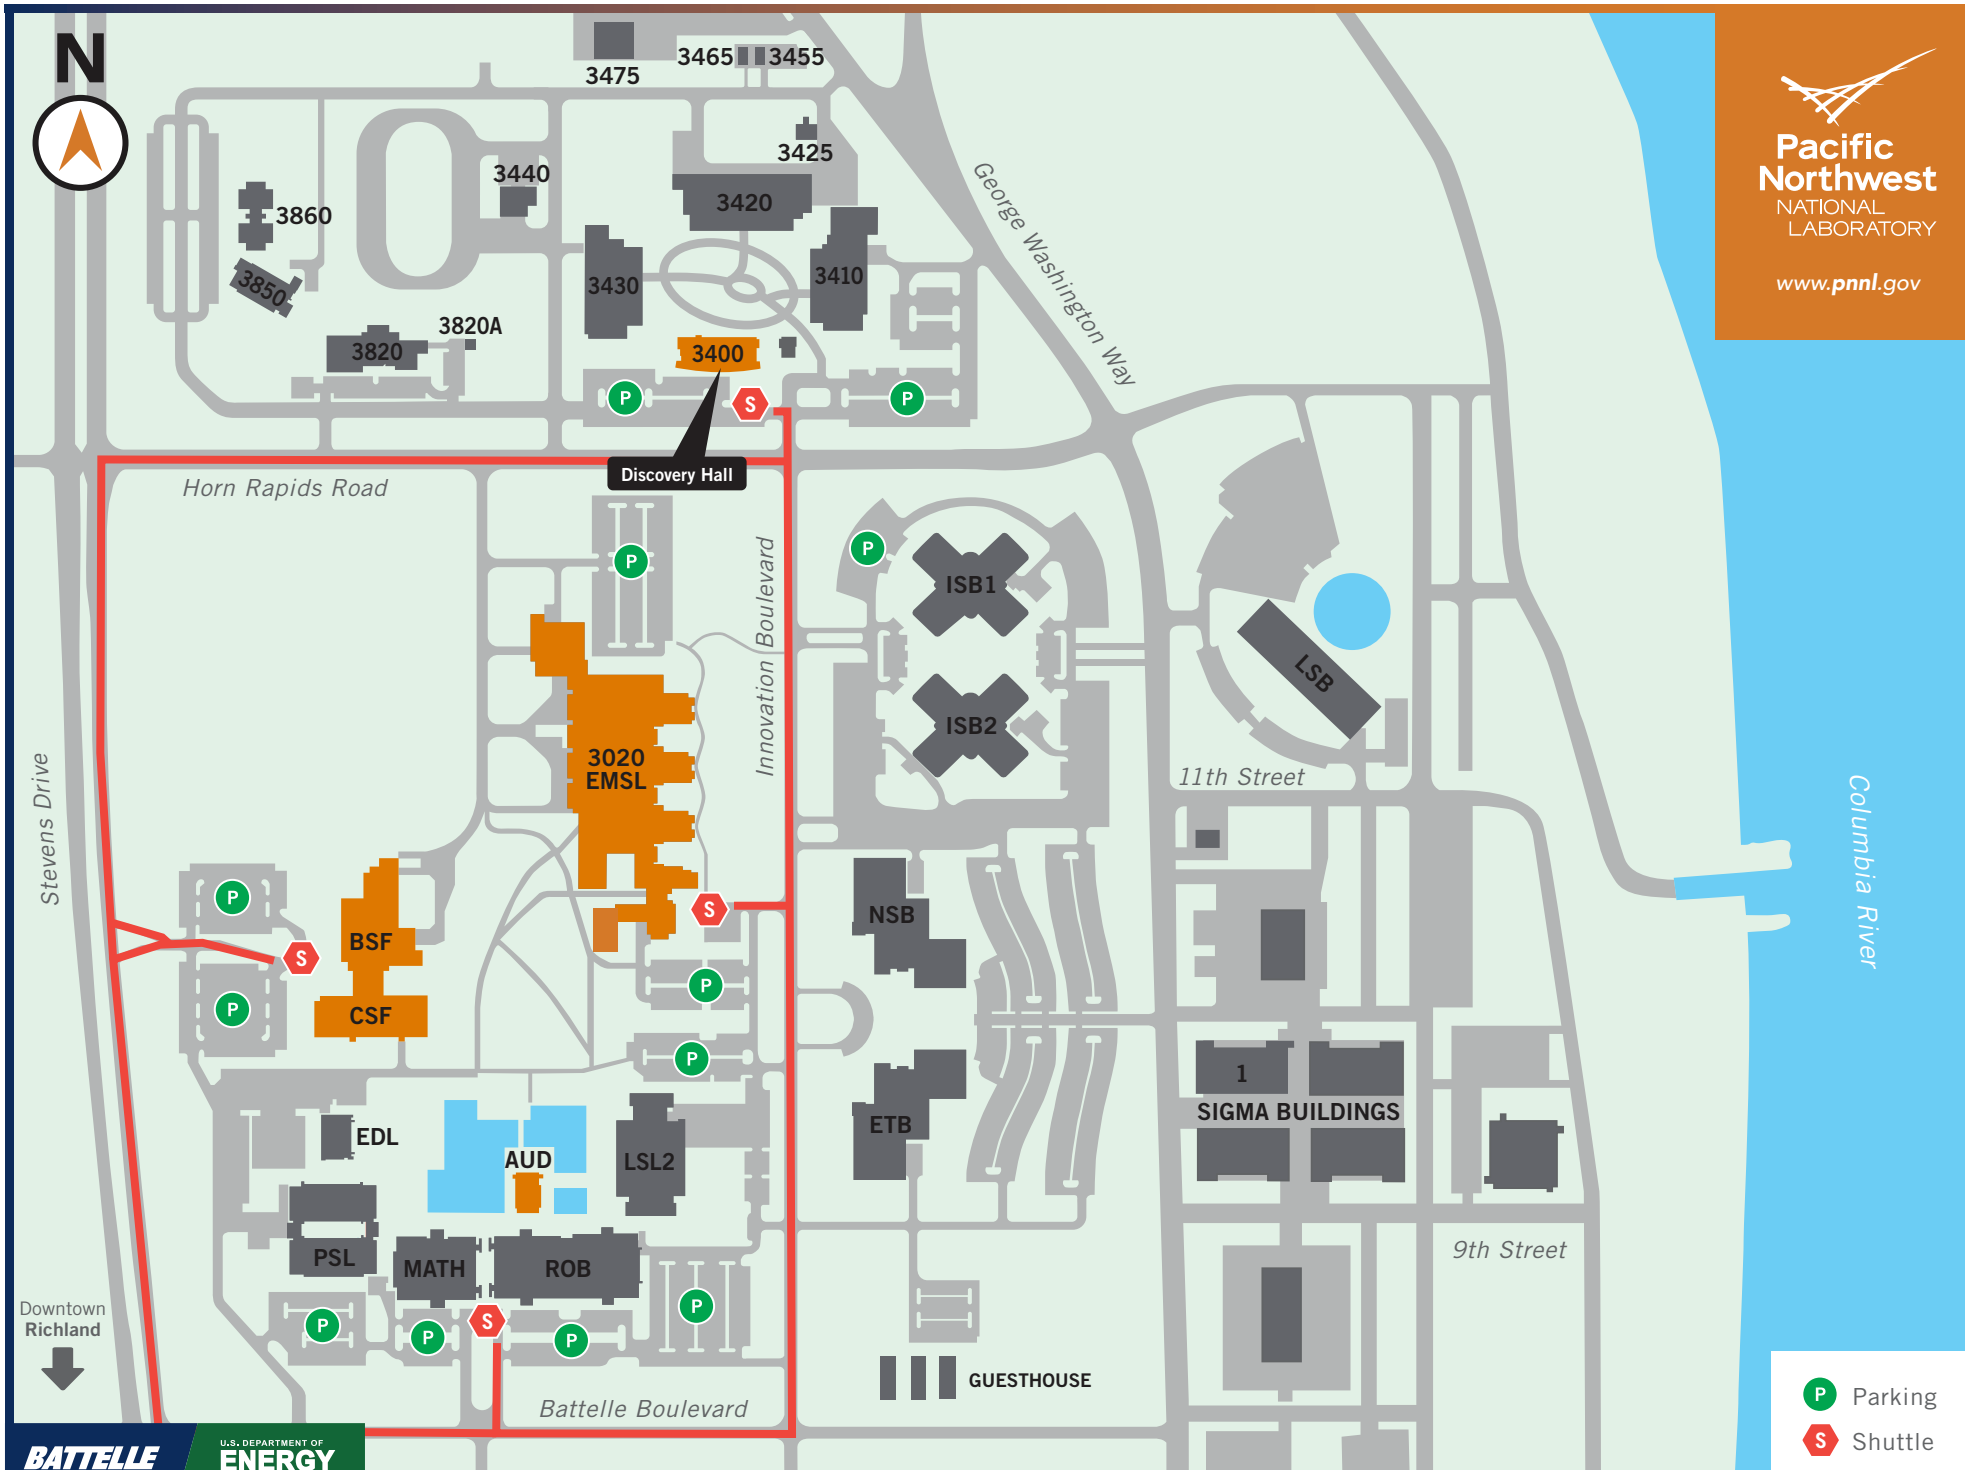 N
3475
3465
3455
3425
3440
3420
3860
3850
3430
3410
3820A
3820
3400
P
S
P
Discovery Hall
George Washington Way
Pacific
Northwest
NATIONAL
LABORATORY
www.pnnl.gov
Horn Rapids Road
P
P
ISB1
Innovation Boulevard
LSB
ISB2
3020
EMSL
11th Street
Stevens Drive
Columbia River
P
S
NSB
BSF
S
P
P
CSF
P
1
SIGMA BUILDINGS
EDL
ETB
AUD
LSL2
PSL
MATH
ROB
9th Street
P
P
S
P
P
Downtown
Richland
GUESTHOUSE
Battelle Boulevard
P Parking
S Shuttle
BATTELLE
U.S. DEPARTMENT OF
ENERGY